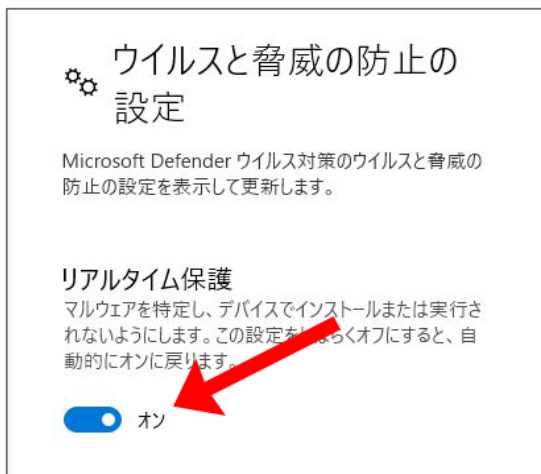 ウイルスと脅威の防止の
設定
Microsoft Defender ウイルス対策のウイルスと脅威の
防止の設定を表示して更新します。
リアルタイム保護
マルウェアを特定し、デバイスでインストールまたは実行さ
れないようにします。この設定をしばらくオフにすると、自
動的にオンに戻ります。
オン